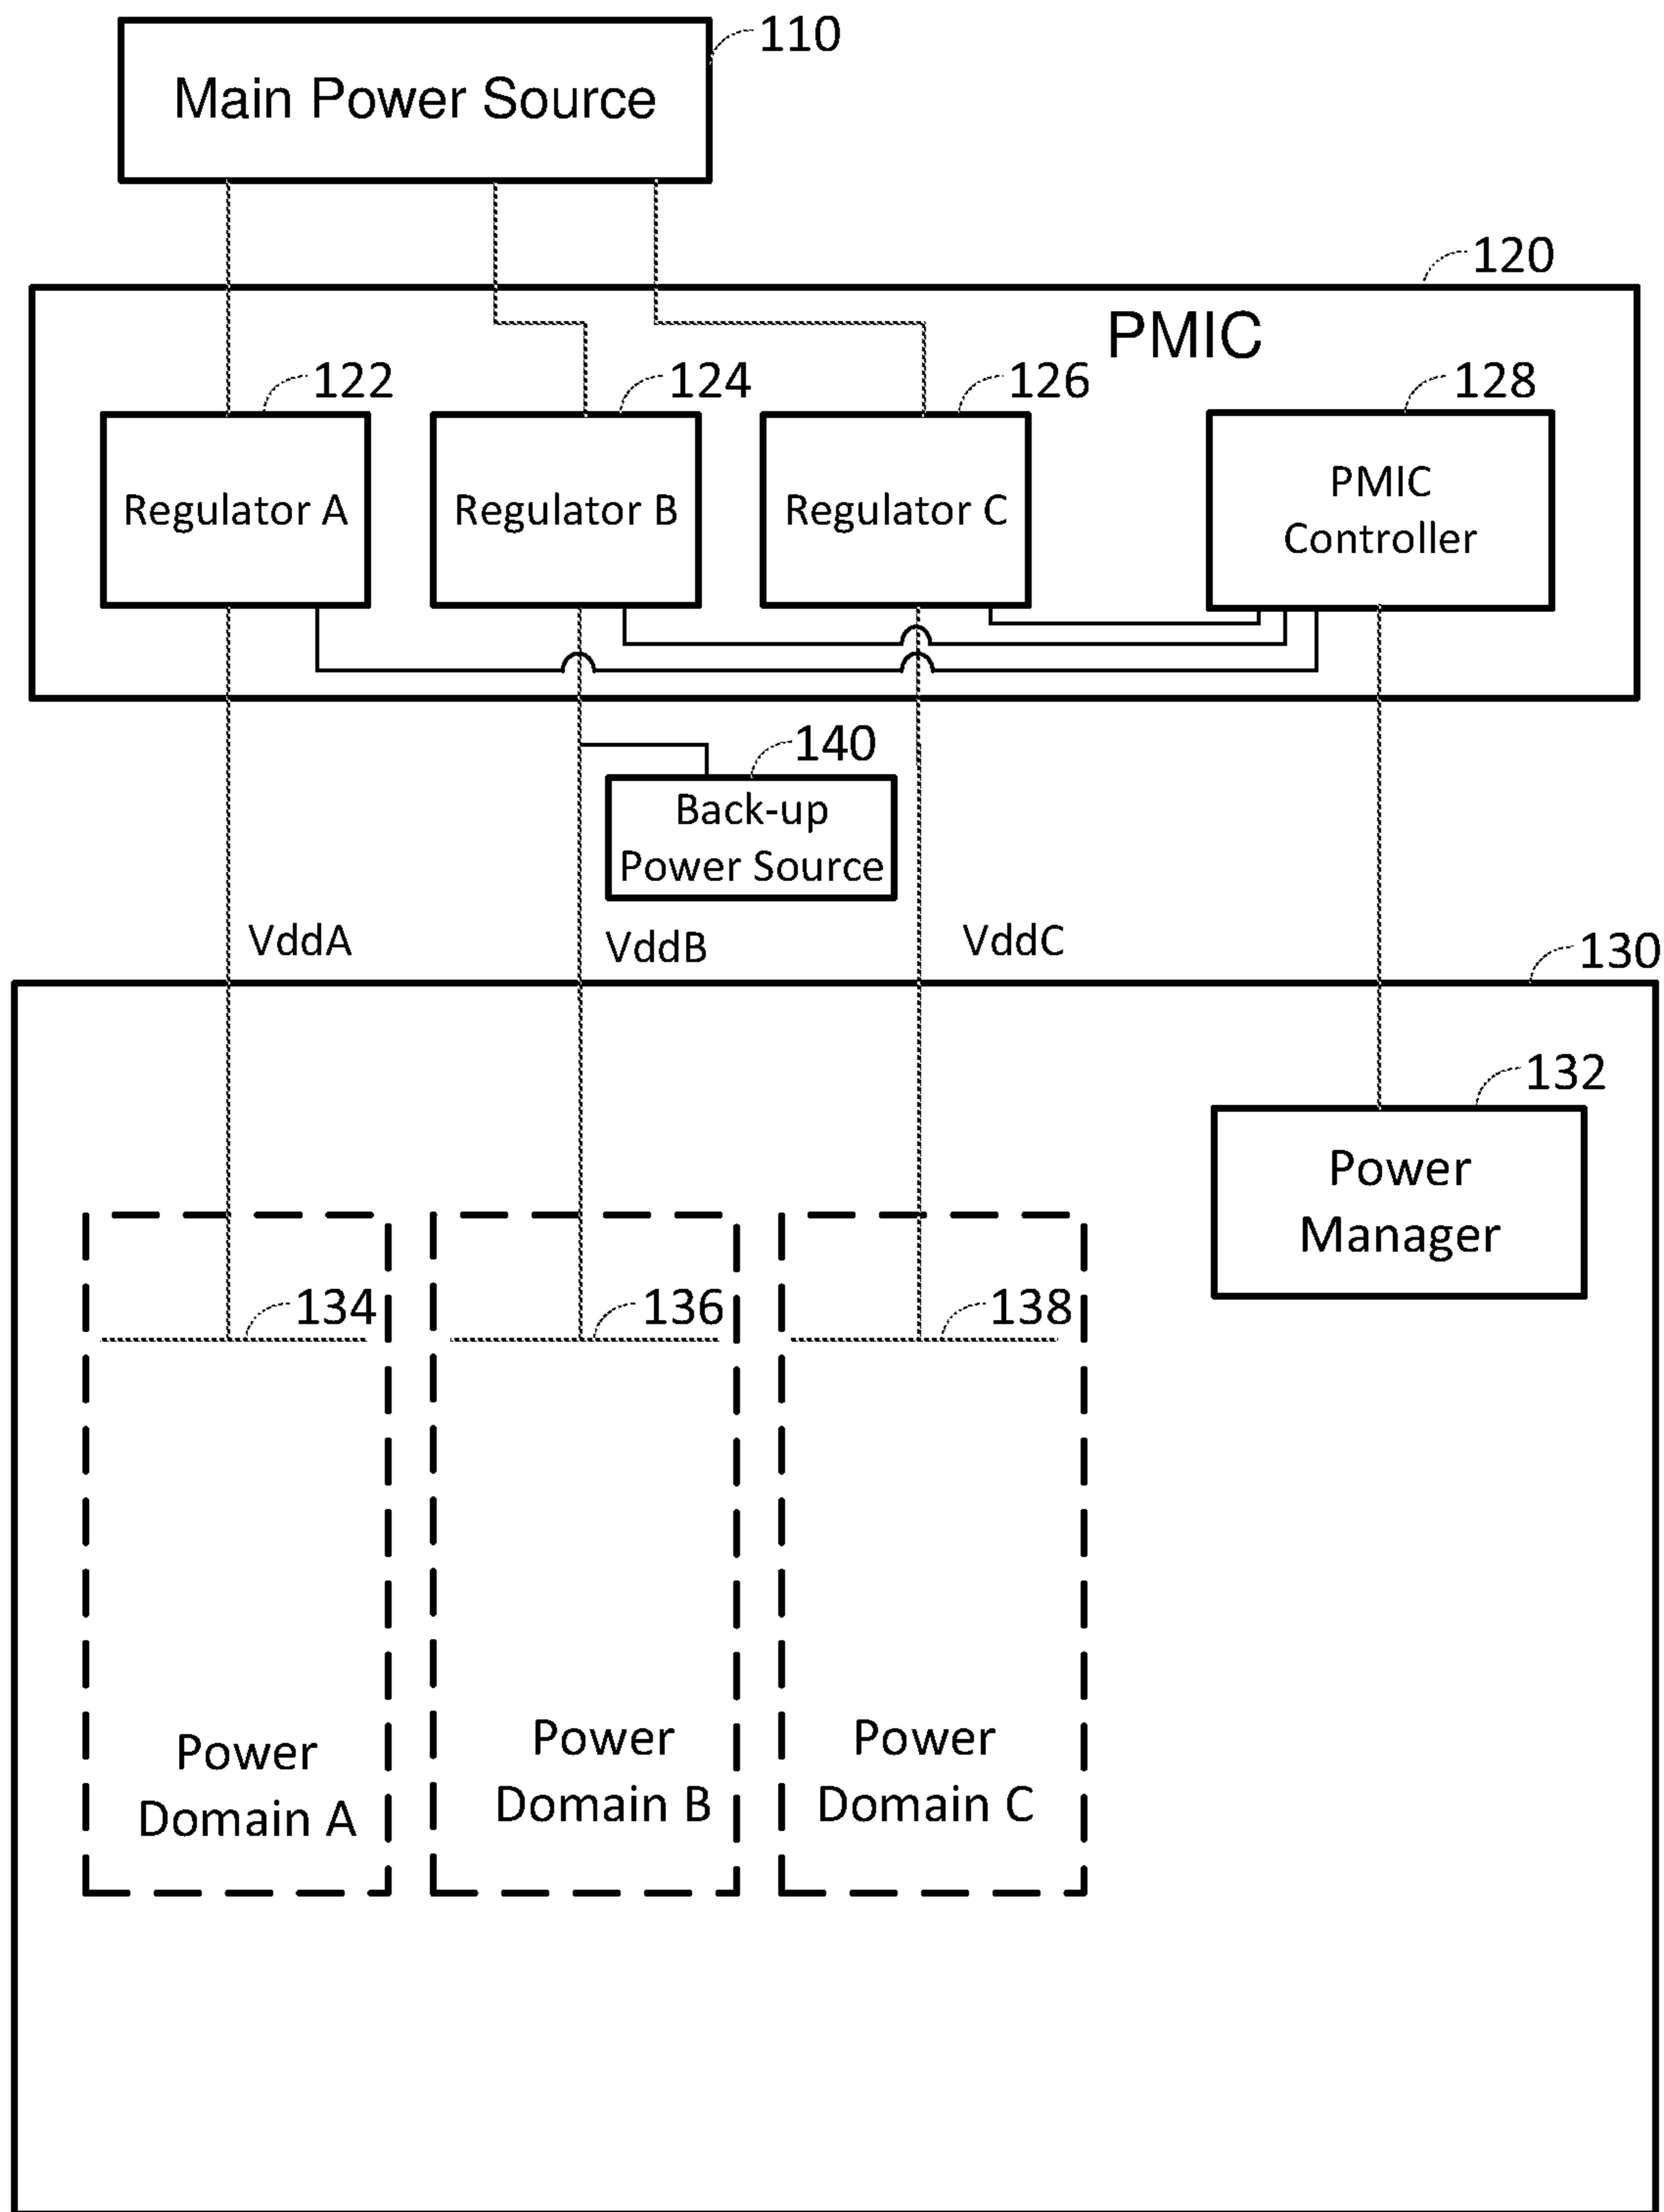 110
Main Power Source
120
PMIC
122
124
126
128
Regulator A
Regulator B
Regulator C
PMIC
Controller
140
Back-up
Power Source
VddA
VddB
VddC
130
132
Power
Manager
134
136
138
Power
Domain A
Power
Domain B
Power
Domain C